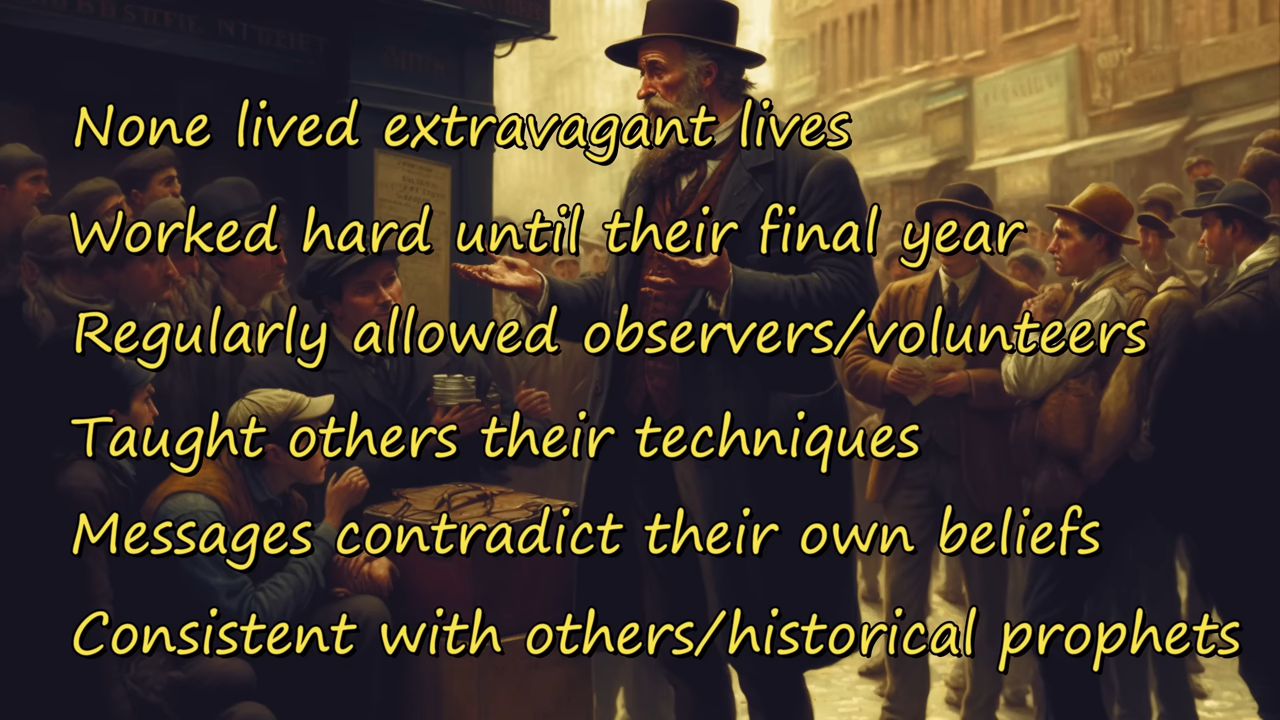 None lived extravagant lives
Worked hard until their final year
Regularly allowed observers/volunteers
Taught others their techniques
Messages contradict their own beliefs
Consistent with others/historical prophets